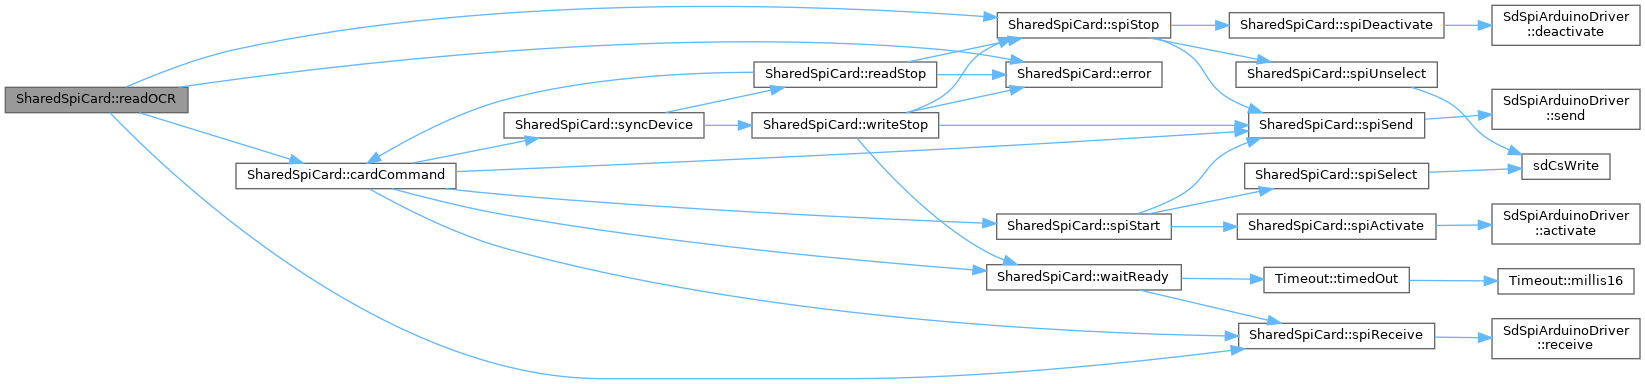 SharedSpiCard::readOCR
SharedSpiCard::cardCommand
SharedSpiCard::syncDevice
SharedSpiCard::readStop
SharedSpiCard::writeStop
SharedSpiCard::spiStop
SharedSpiCard::error
SharedSpiCard::spiStart
SharedSpiCard::waitReady
SharedSpiCard::spiDeactivate
SharedSpiCard::spiUnselect
SharedSpiCard::spiSend
SharedSpiCard::spiSelect
SharedSpiCard::spiActivate
Timeout::timedOut
SharedSpiCard::spiReceive
SdSpiArduinoDriver
::deactivate
SdSpiArduinoDriver
::send
sdCsWrite
SdSpiArduinoDriver
::activate
Timeout::millis16
SdSpiArduinoDriver
::receive